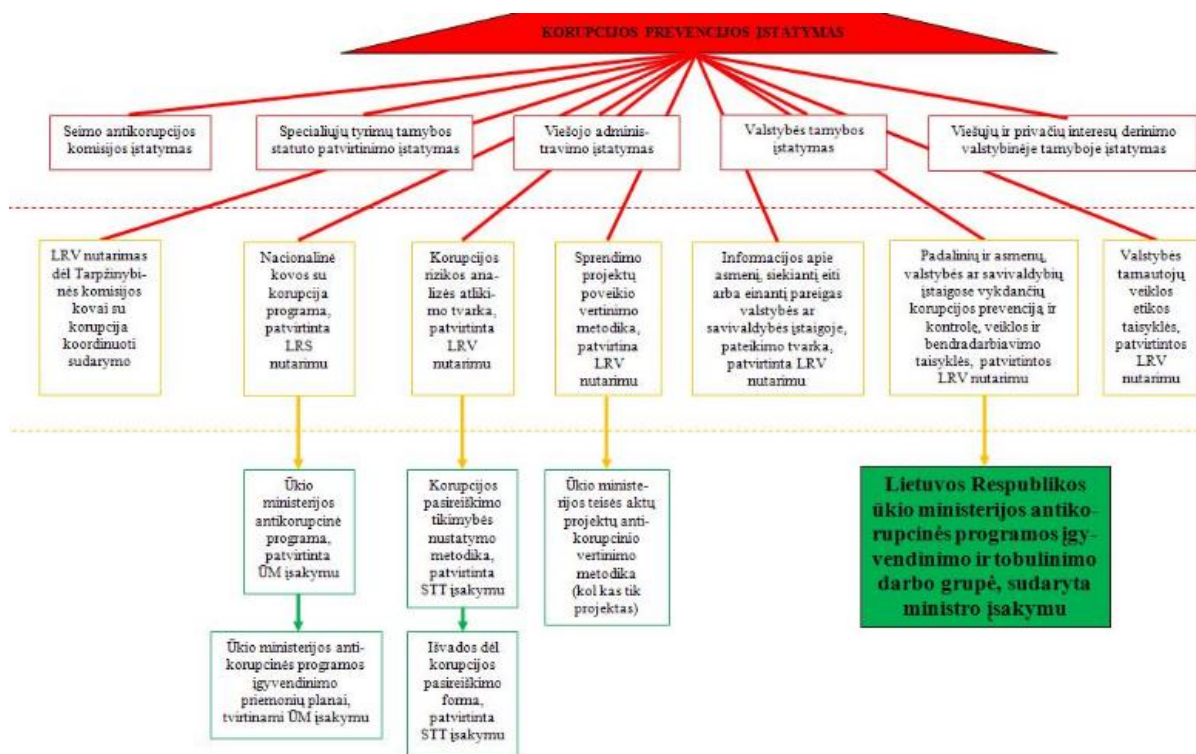 KORUPCIJOS PREVENCIJOS ĮSTATYMAS
Seimo antikorupcijos
komisijos įstatymas
Specialiųjų tyrimų tamybos
statuto patvirtinimo įstatymas
Viešojo adminis-
travimo įstatymas
Valstybės tamybos
įstatymas
Viešųjų ir privačių interesų derinimo
valstybinėje tamyboje įstatymas
LRV nutarimas
dėl Tarpžinybi-
nės komisijos
kovai su
korupcija
koordinuoti
sudarymo
Nacionalinė
kovos su
korupcija
programa,
patvirtinta
LRS
nutarimu
Korupcijos
rizikos ana-
lizės atliki-
mo tvarka,
patvirtinta
LRV
nutarimu
Sprendimo
projektų
poveikio
vertinimo
metodika,
patvirtina
LRV
nutarimu
Informacijos apie
asmenį, siekiantį eiti
arba einantį pareigas
valstybės ar
savivaldybės įstaigoje,
pateikimo tvarka,
patvirtinta LRV
nutarimu
Padalinių ir asmenų,
valstybės ar savivaldybių
įstaigose vykdančių
korupcijos prevenciją ir
kontrolę, veiklos ir
bendradarbiavimo
taisyklės, patvirtintos
LRV nutarimu
Valstybės
tamautojų
veiklos
etikos
taisyklės,
patvirtintos
LRV
nutarimu
Ūkio
ministerijos
antikorupcinė
programa,
patvirtinta
ŪM įsakymu
Korupcijos
pasireiškimo
tikimybės
nustatymo
metodika,
patvirtinta
STT įsakymu
Ūkio ministe-
rijos teisės aktų
projektų anti-
korupcinio
vertinimo
metodika
(kol kas tik
projektas)
Lietuvos Respublikos
ūkio ministerijos antiko-
rupcinės programos įgy-
vendinimo ir tobulinimo
darbo grupė, sudaryta
ministro įsakymu
Ūkio ministerijos anti-
korupcinės programos
įgyvendinimo
priemonių planai,
tvirtinami ŪM įsakymu
Išvados dėl
korupcijos
pasireiškimo
forma,
patvirtinta
STT įsakymu